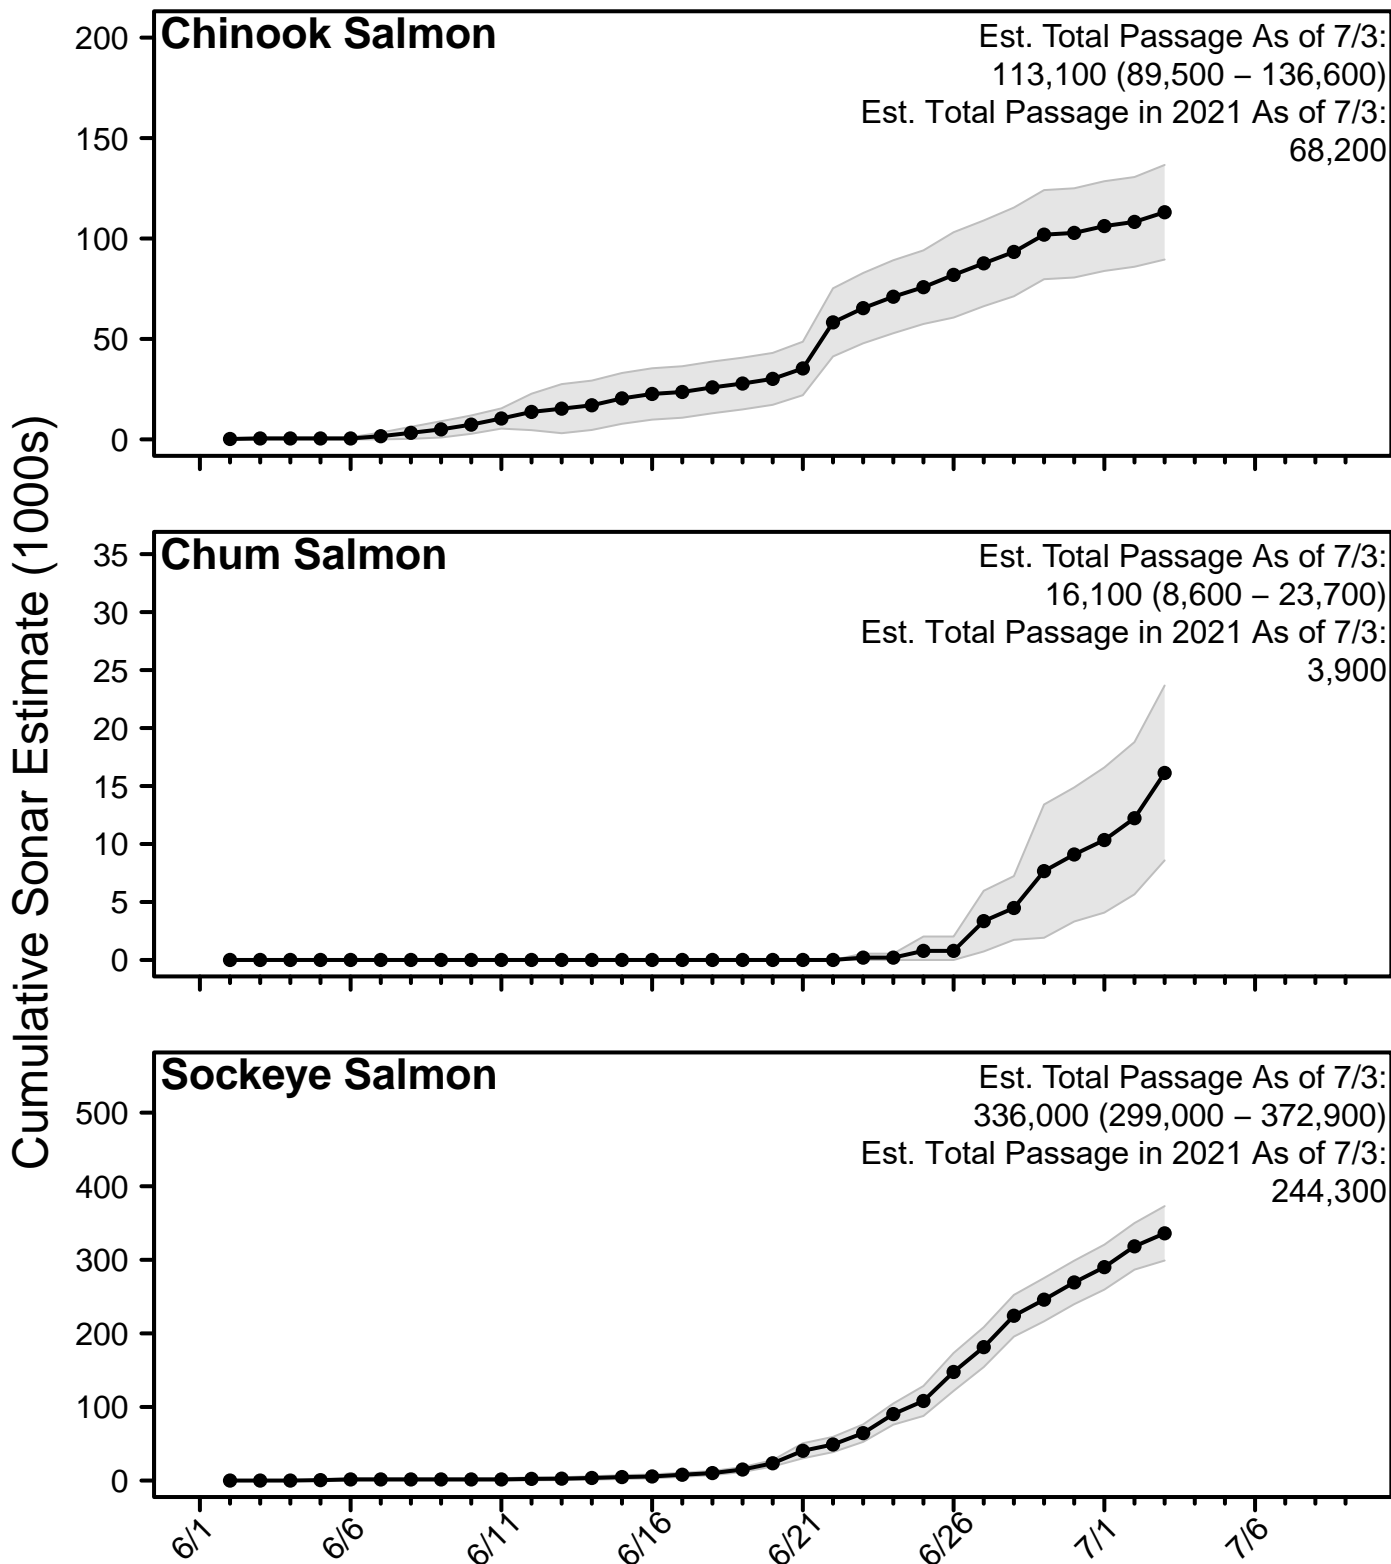 Cumulative Sonar Estimate (1000s)
Chinook Salmon
Est. Total Passage As of 7/3:
113,100 (89,500 – 136,600)
Est. Total Passage in 2021 As of 7/3:
68,200
200
150
100
50
0
Chum Salmon
Est. Total Passage As of 7/3:
16,100 (8,600 – 23,700)
Est. Total Passage in 2021 As of 7/3:
3,900
35
30
25
20
15
10
5
0
Sockeye Salmon
Est. Total Passage As of 7/3:
336,000 (299,000 – 372,900)
Est. Total Passage in 2021 As of 7/3:
244,300
500
400
300
200
100
0
6/1 6/6 6/11 6/16 6/21 6/26 7/1 7/6